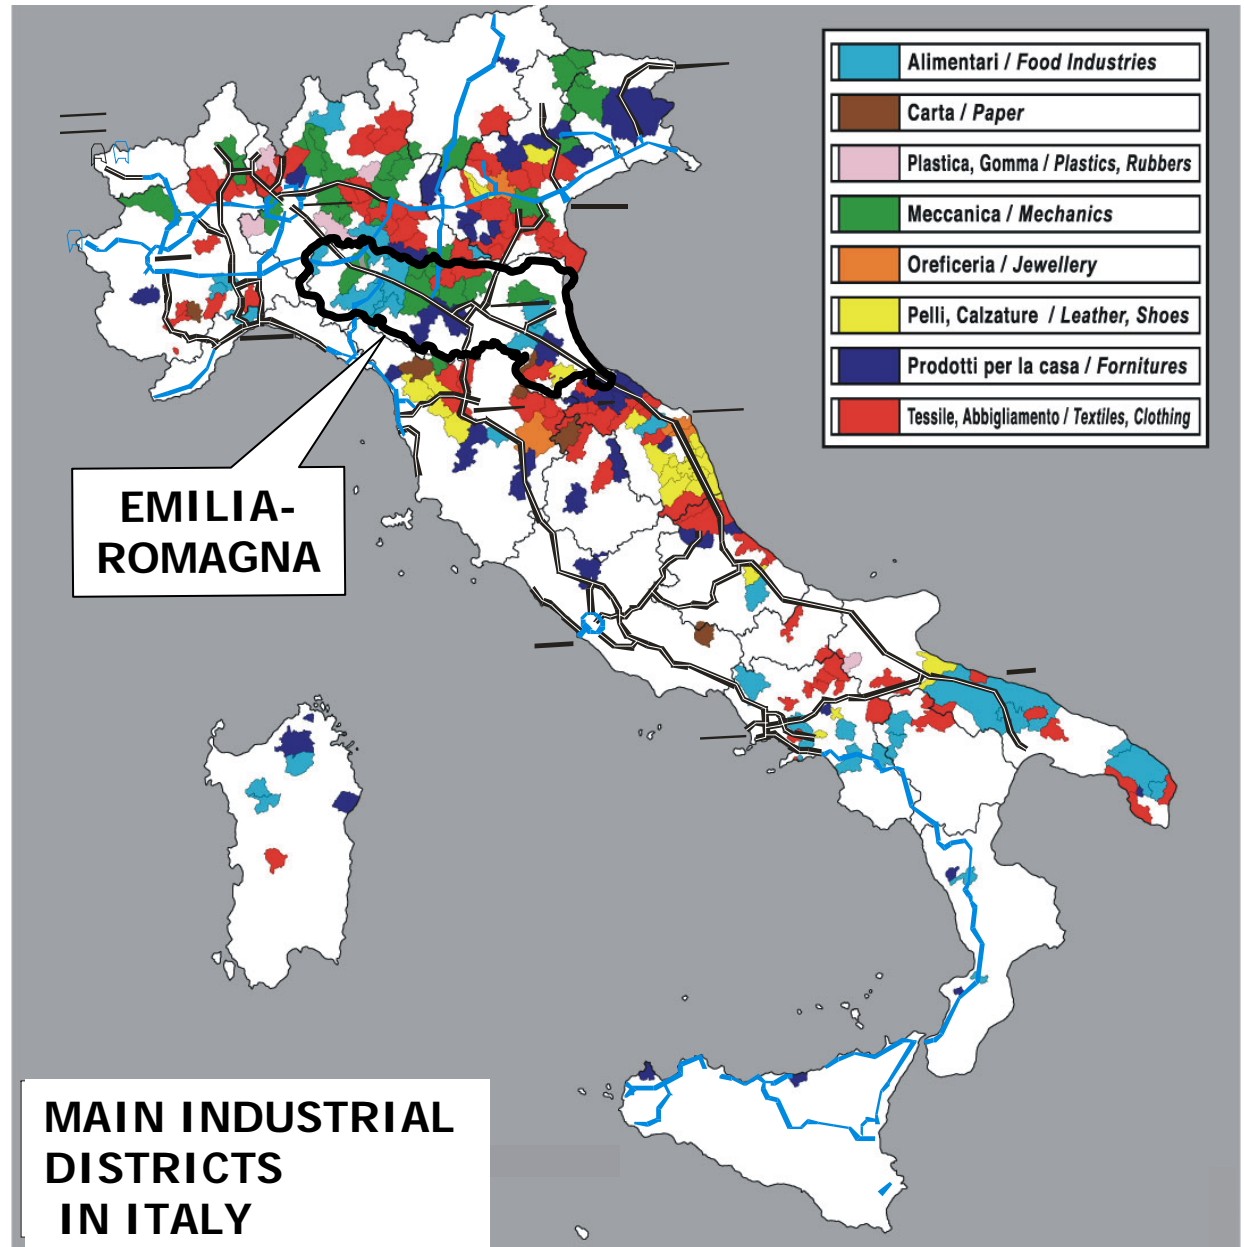 Alimentari / Food Industries
Carta / Paper
Plastica, Gomma / Plastics, Rubbers
Meccanica / Mechanics
Oreficeria / Jewellery
Pelli, Calzature / Leather, Shoes
Prodotti per la casa / Fornitures
Tessile, Abbigliamento / Textiles, Clothing
EMILIA-
ROMAGNA
MAIN INDUSTRIAL
DISTRICTS
IN ITALY